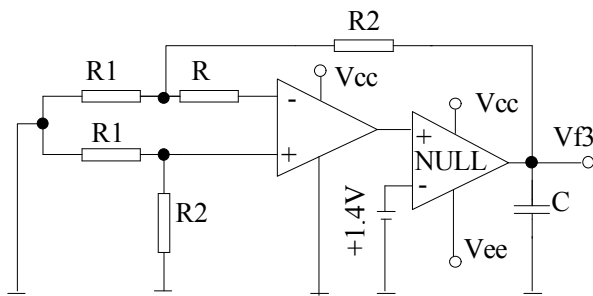 R2
R1
R
Vcc
-
R1
+
Vcc
+
NULL
-
Vf3
R2
+1.4V
Vee
C